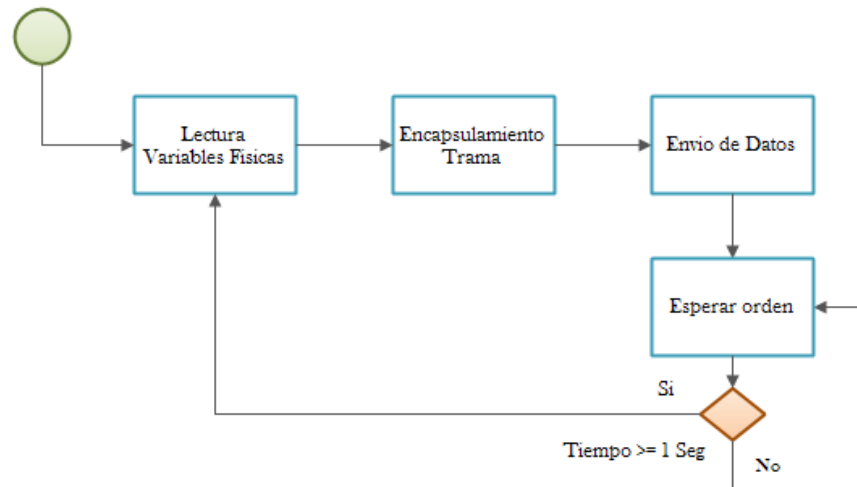 Lectura
Variables Fisicas
Encapsulamiento
Trama
Envio de Datos
Esperar orden
Si
Tiempo >= 1 Seg
No